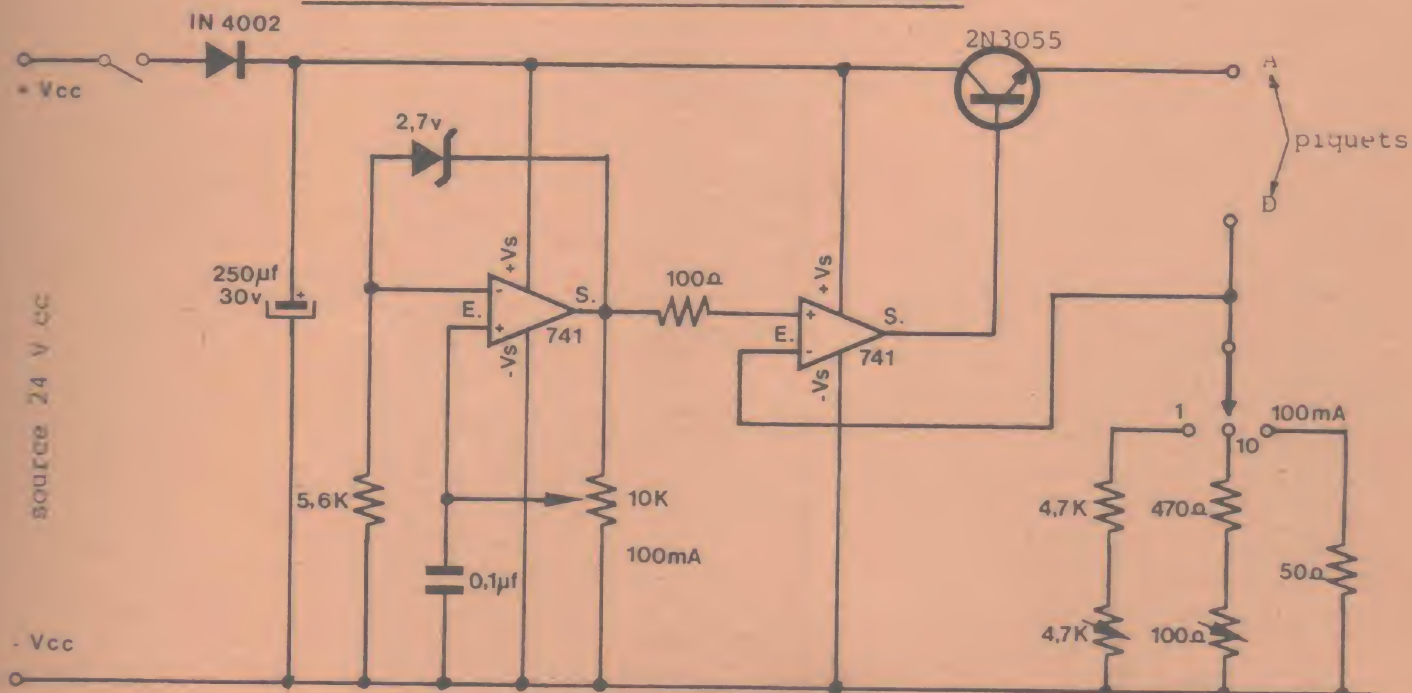 IN 4002
2N3055
+ Vcc
A
2,7v
piquets
D
250µf
30v
+
+Vs
-
E.
+
S.
741
-Vs
100Ω
+Vs
+
E.
-
S.
741
-Vs
source 24 V cc
1
10
100mA
5,6K
10K
100mA
0,1µf
4,7K
470Ω
50Ω
4,7K
100Ω
- Vcc